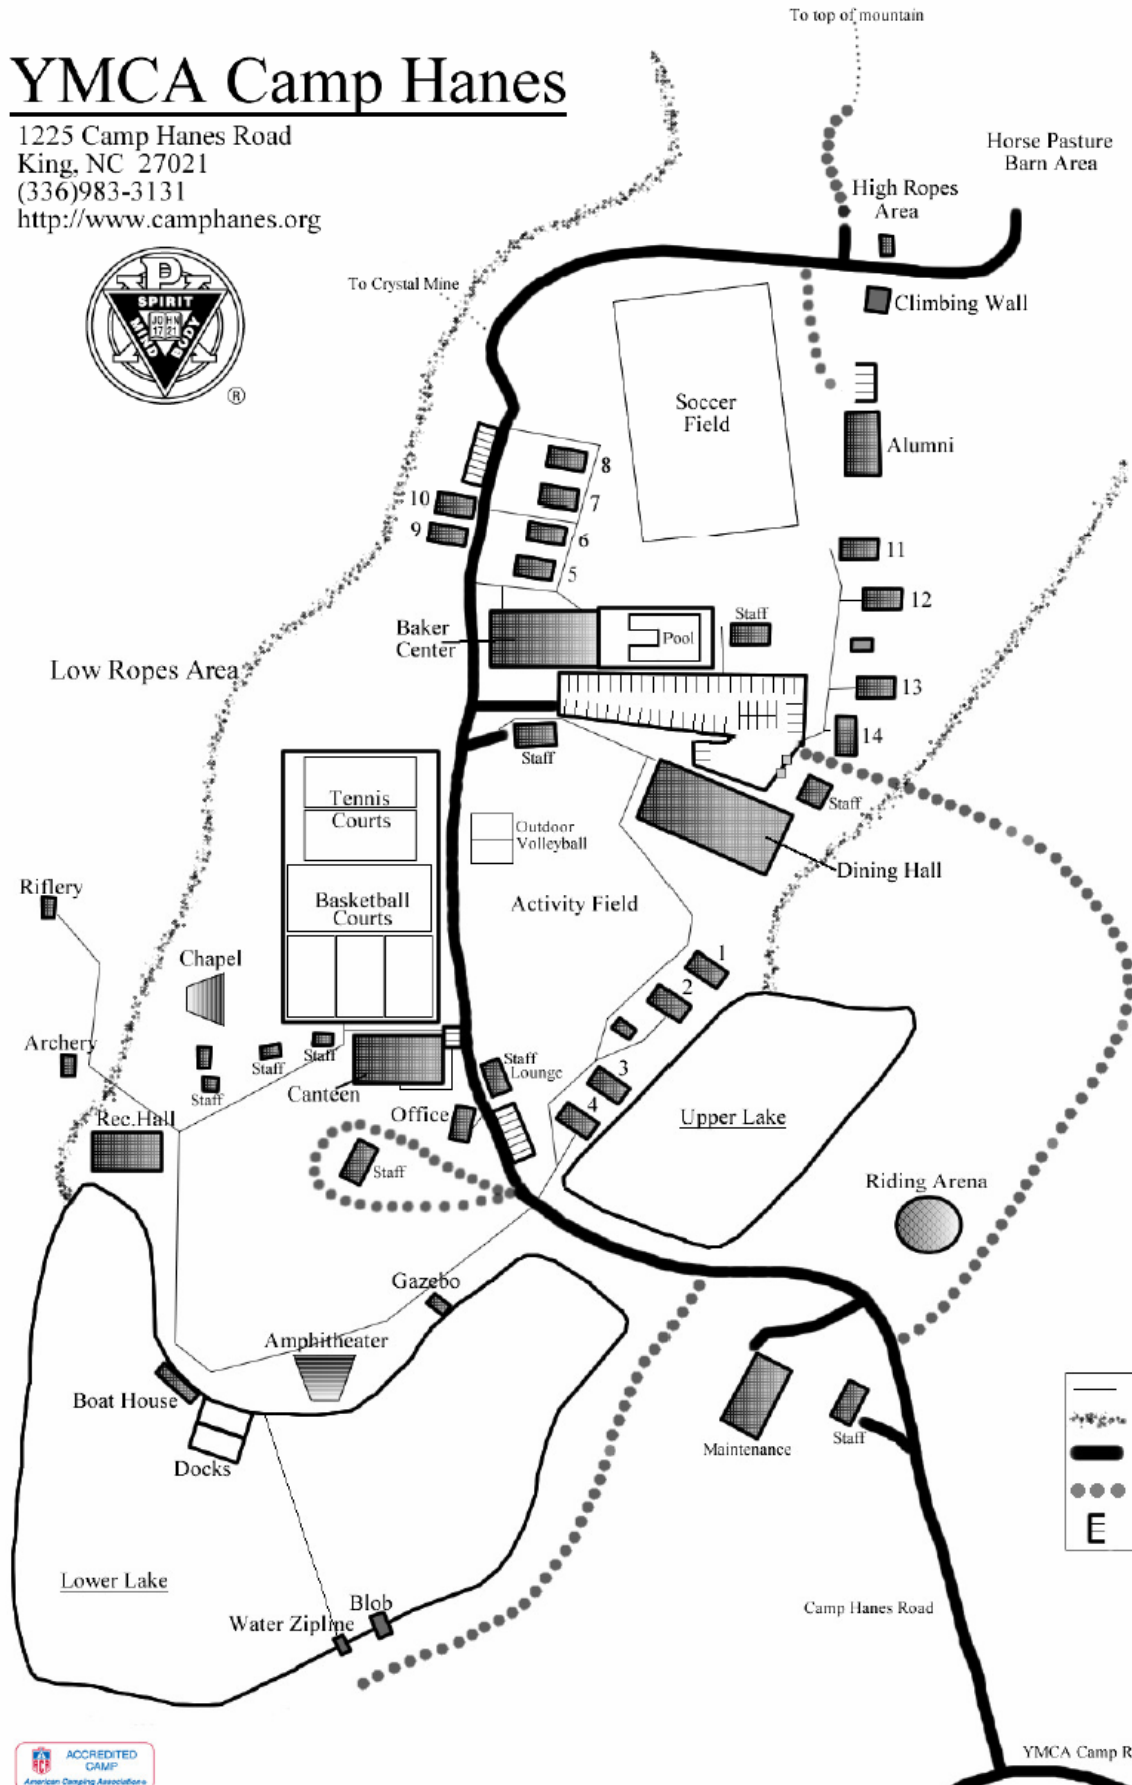 To top of mountain
YMCA Camp Hanes
1225 Camp Hanes Road
King, NC  27021
(336)983-3131
http://www.camphanes.org
Horse Pasture
Barn Area
High Ropes
Area
P
SPIRIT
MIND
BODY
JOHN
17 21
®
To Crystal Mine
Climbing Wall
Soccer
Field
Alumni
8
7
6
5
10
9
11
12
13
14
Staff
Baker
Center
Pool
Low Ropes Area
Staff
Staff
Tennis
Courts
Outdoor
Volleyball
Dining Hall
Basketball
Courts
Activity Field
Riflery
Chapel
1
2
3
4
Archery
Staff
Staff
Staff
Canteen
Staff
Lounge
Office
Rec.Hall
Upper Lake
Staff
Riding Arena
Gazebo
Amphitheater
Boat House
Docks
Maintenance
Staff
Lower Lake
Blob
Water Zipline
Camp Hanes Road
YMCA Camp R
ACCREDITED
CAMP
American Camping Association®